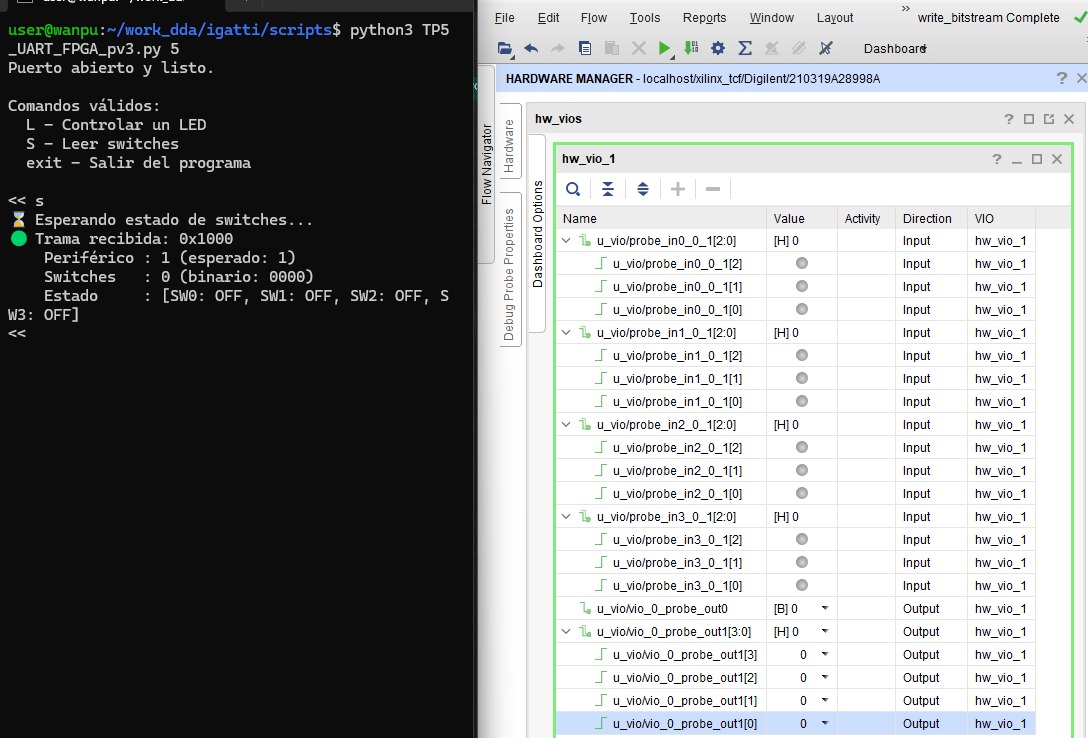 user@wanpu:~/work_dda/igatti/scripts$ python3 TP5
_UART_FPGA_pv3.py 5
Puerto abierto y listo.
Comandos válidos:
L – Controlar un LED
S – Leer switches
exit – Salir del programa
<< s
Esperando estado de switches...
Trama recibida: 0x1000
Periférico : 1 (esperado: 1)
Switches : 0 (binario: 0000)
Estado : [SW0: OFF, SW1: OFF, SW2: OFF, S
W3: OFF]
<<
File Edit Flow Tools Reports Window Layout » write_bitstream Complete
Dashboard
HARDWARE MANAGER - localhost/xilinx_tcf/Digilent/210319A28998A
Flow Navigator
Hardware
Debug Probe Properties
Dashboard Options
hw_vios
hw_vio_1
Name Value Activity Direction VIO
u_vio/probe_in0_0_1[2:0] [H] 0 Input hw_vio_1
u_vio/probe_in0_0_1[2] Input hw_vio_1
u_vio/probe_in0_0_1[1] Input hw_vio_1
u_vio/probe_in0_0_1[0] Input hw_vio_1
u_vio/probe_in1_0_1[2:0] [H] 0 Input hw_vio_1
u_vio/probe_in1_0_1[2] Input hw_vio_1
u_vio/probe_in1_0_1[1] Input hw_vio_1
u_vio/probe_in1_0_1[0] Input hw_vio_1
u_vio/probe_in2_0_1[2:0] [H] 0 Input hw_vio_1
u_vio/probe_in2_0_1[2] Input hw_vio_1
u_vio/probe_in2_0_1[1] Input hw_vio_1
u_vio/probe_in2_0_1[0] Input hw_vio_1
u_vio/probe_in3_0_1[2:0] [H] 0 Input hw_vio_1
u_vio/probe_in3_0_1[2] Input hw_vio_1
u_vio/probe_in3_0_1[1] Input hw_vio_1
u_vio/probe_in3_0_1[0] Input hw_vio_1
u_vio/vio_0_probe_out0 [B] 0 Output hw_vio_1
u_vio/vio_0_probe_out1[3:0] [H] 0 Output hw_vio_1
u_vio/vio_0_probe_out1[3] 0 Output hw_vio_1
u_vio/vio_0_probe_out1[2] 0 Output hw_vio_1
u_vio/vio_0_probe_out1[1] 0 Output hw_vio_1
u_vio/vio_0_probe_out1[0] 0 Output hw_vio_1